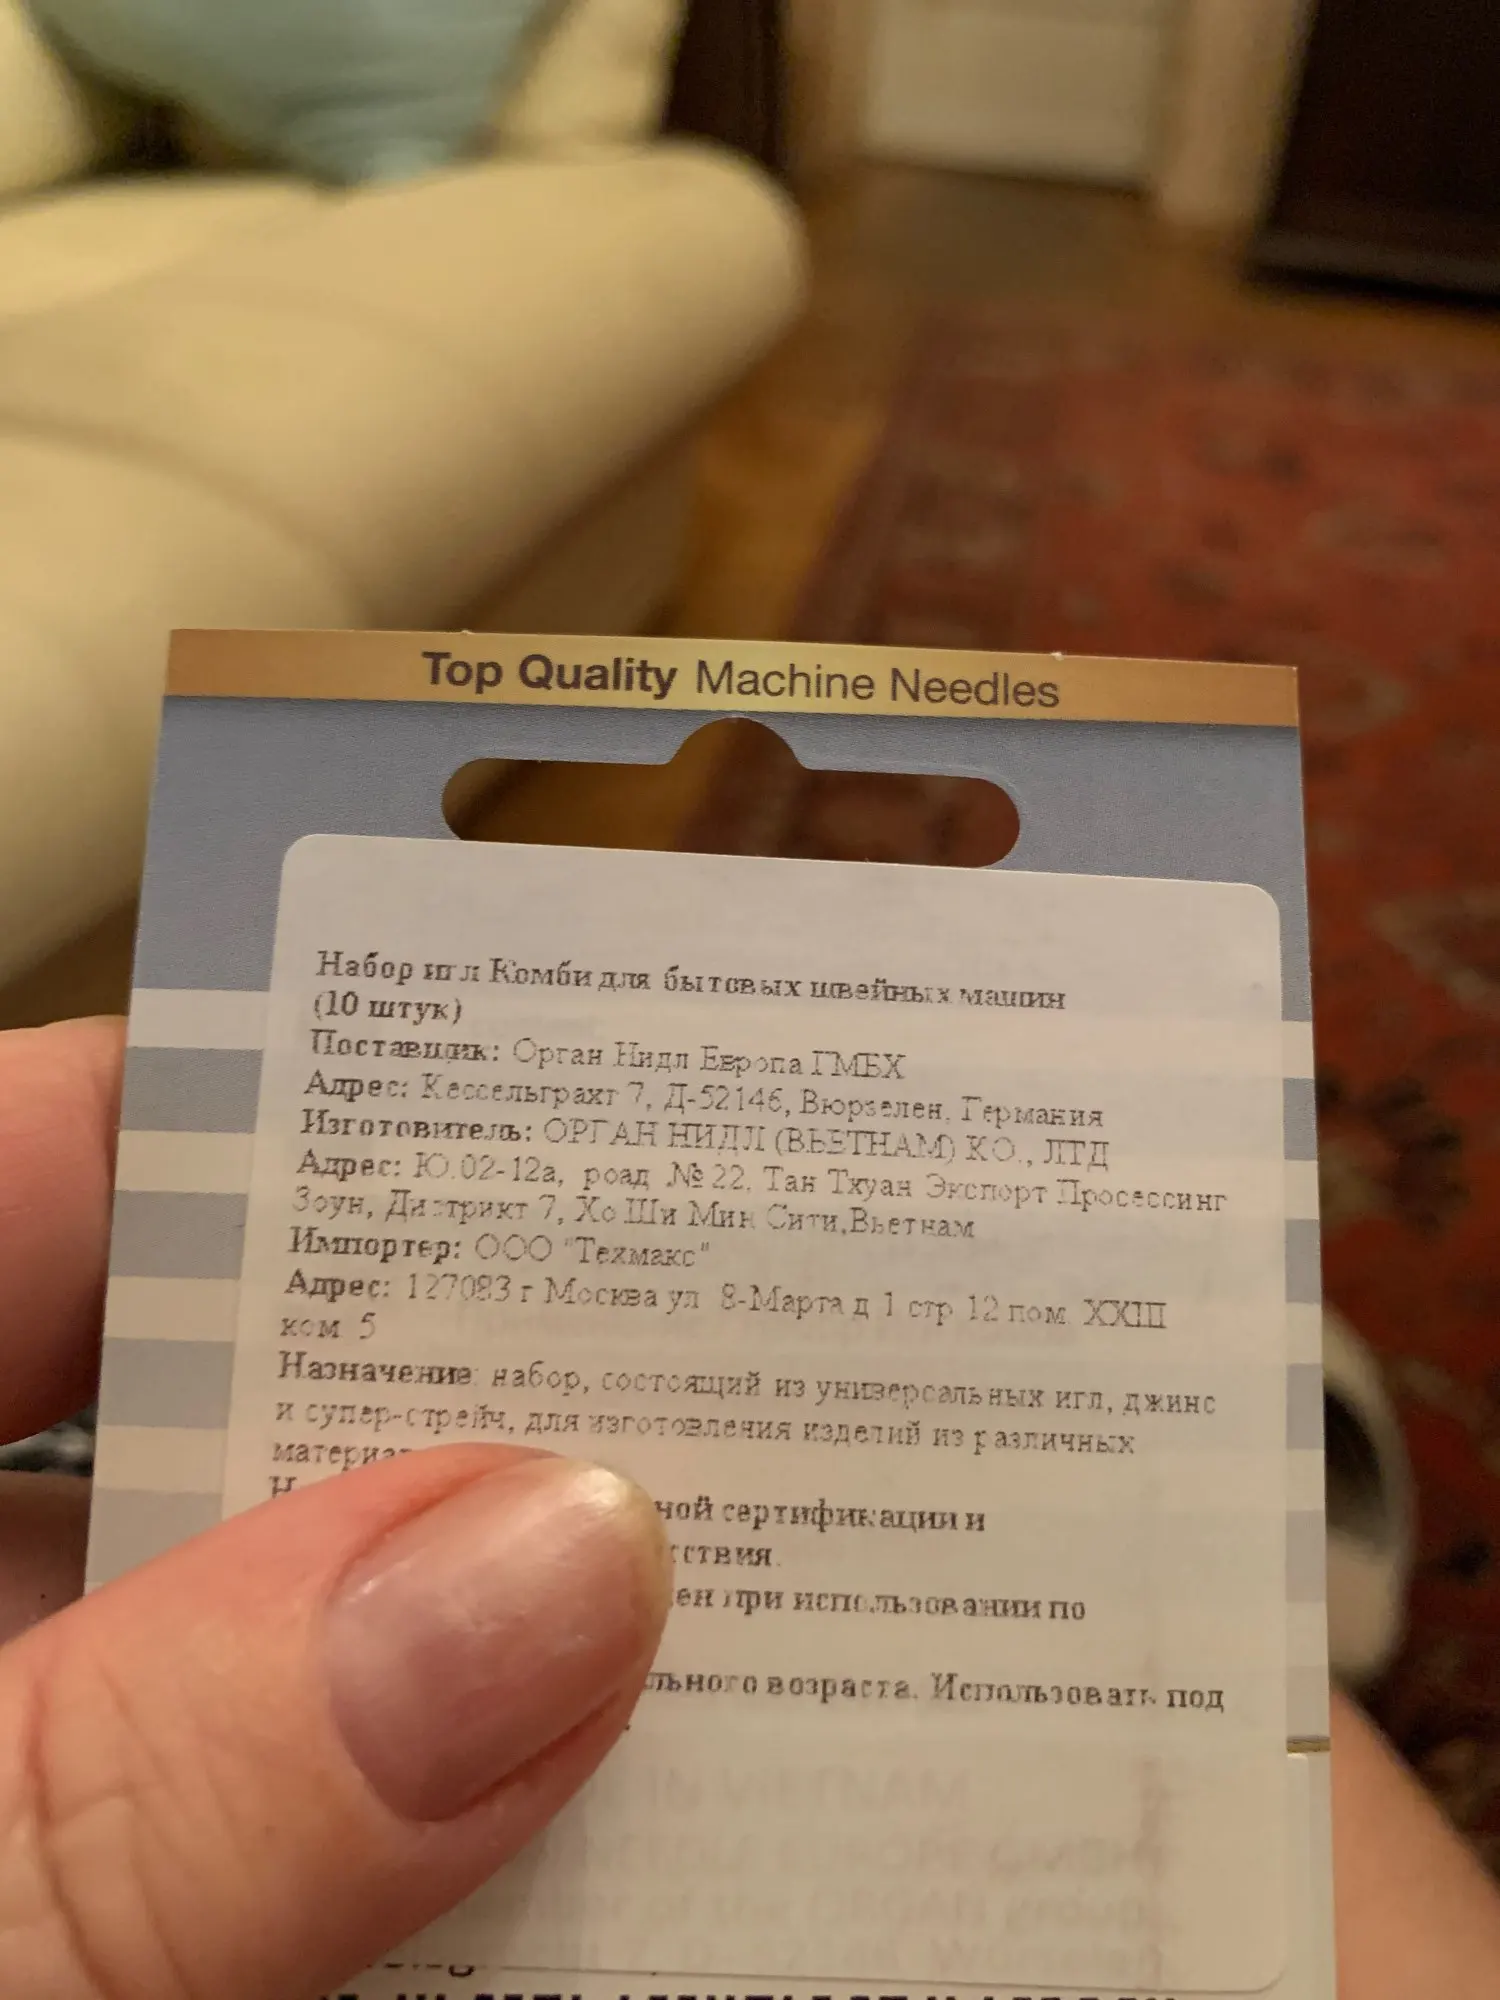 Top Quality Machine Needles
Набор игл Комби для бытовых швейных машин
(10 штук)
Поставщик: Орган Нидл Европа ГМБХ
Адрес: Кессельграхт 7, Д-52146, Вюрзелен, Германия
Изготовитель: ОРГАН НИДЛ (ВЬЕТНАМ) КО., ЛТД
Адрес: Ю.02-12а, роад №22, Тан Тхуан Экспорт Просессинг
Зоун, Дистрикт 7, Хо Ши Мин Сити,Вьетнам
Импортер: ООО "Техмакс"
Адрес: 127083 г Москва ул 8-Марта д 1 стр 12 пом XXIII
ком 5
Назначение: набор, состоящий из универсальных игл, джинс
и супер-стрейч, для изготовления изделий из различных
материа
ной сертификации и
ствия.
ен при использовании по
льного возраста. Использовать под